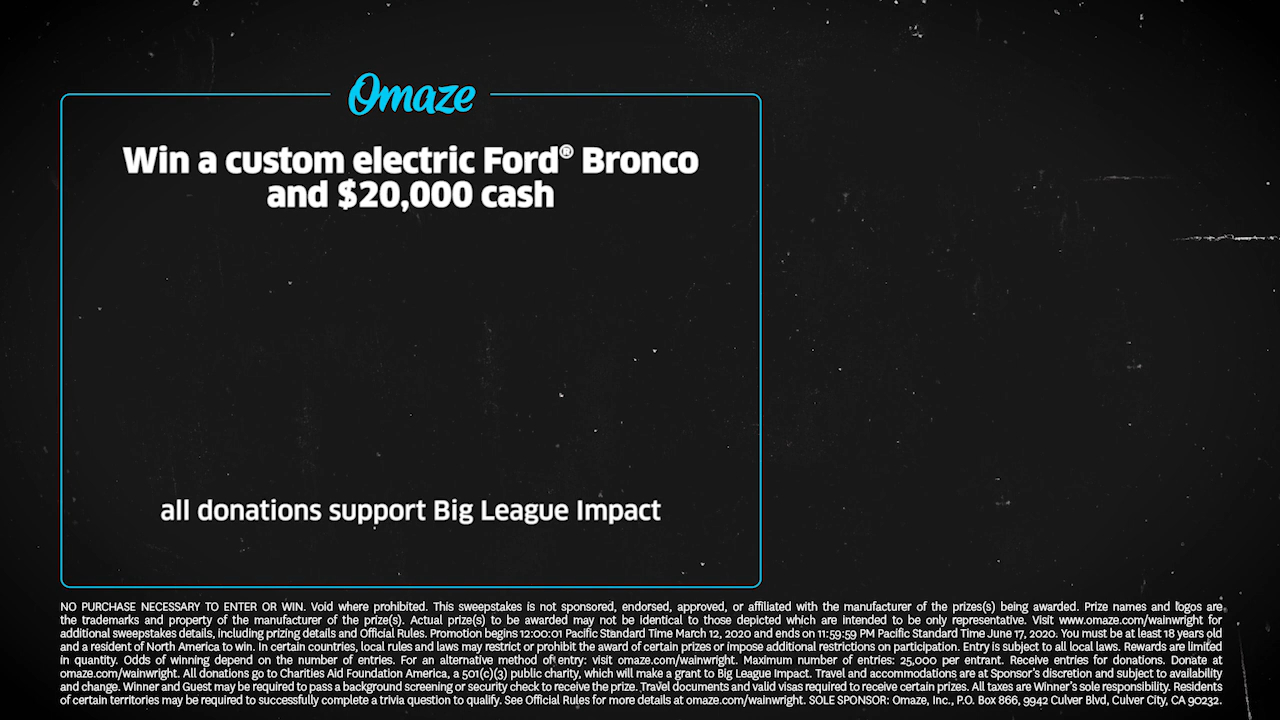 Omaze
Win a custom electric Ford® Bronco
and $20,000 cash
all donations support Big League Impact
NO PURCHASE NECESSARY TO ENTER OR WIN. Void where prohibited. This sweepstakes is not sponsored, endorsed, approved, or affiliated with the manufacturer of the prizes(s) being awarded. Prize names and logos are
the trademarks and property of the manufacturer of the prize(s). Actual prize(s) to be awarded may not be identical to those depicted which are intended to be only representative. Visit www.omaze.com/wainwright for
additional sweepstakes details, including prizing details and Official Rules. Promotion begins 12:00:01 Pacific Standard Time March 12, 2020 and ends on 11:59:59 PM Pacific Standard Time June 17, 2020. You must be at least 18 years old
and a resident of North America to win. In certain countries, local rules and laws may restrict or prohibit the award of certain prizes or impose additional restrictions on participation. Entry is subject to all local laws. Rewards are limited
in quantity. Odds of winning depend on the number of entries. For an alternative method of entry: visit omaze.com/wainwright. Maximum number of entries: 25,000 per entrant. Receive entries for donations. Donate at
omaze.com/wainwright. All donations go to Charities Aid Foundation America, a 501(c)(3) public charity, which will make a grant to Big League Impact. Travel and accommodations are at Sponsor's discretion and subject to availability
and change. Winner and Guest may be required to pass a background screening or security check to receive the prize. Travel documents and valid visas required to receive certain prizes. All taxes are Winner's sole responsibility. Residents
of certain territories may be required to successfully complete a trivia question to qualify. See Official Rules for more details at omaze.com/wainwright. SOLE SPONSOR: Omaze, Inc., P.O. Box 866, 9942 Culver Blvd, Culver City, CA 90232.